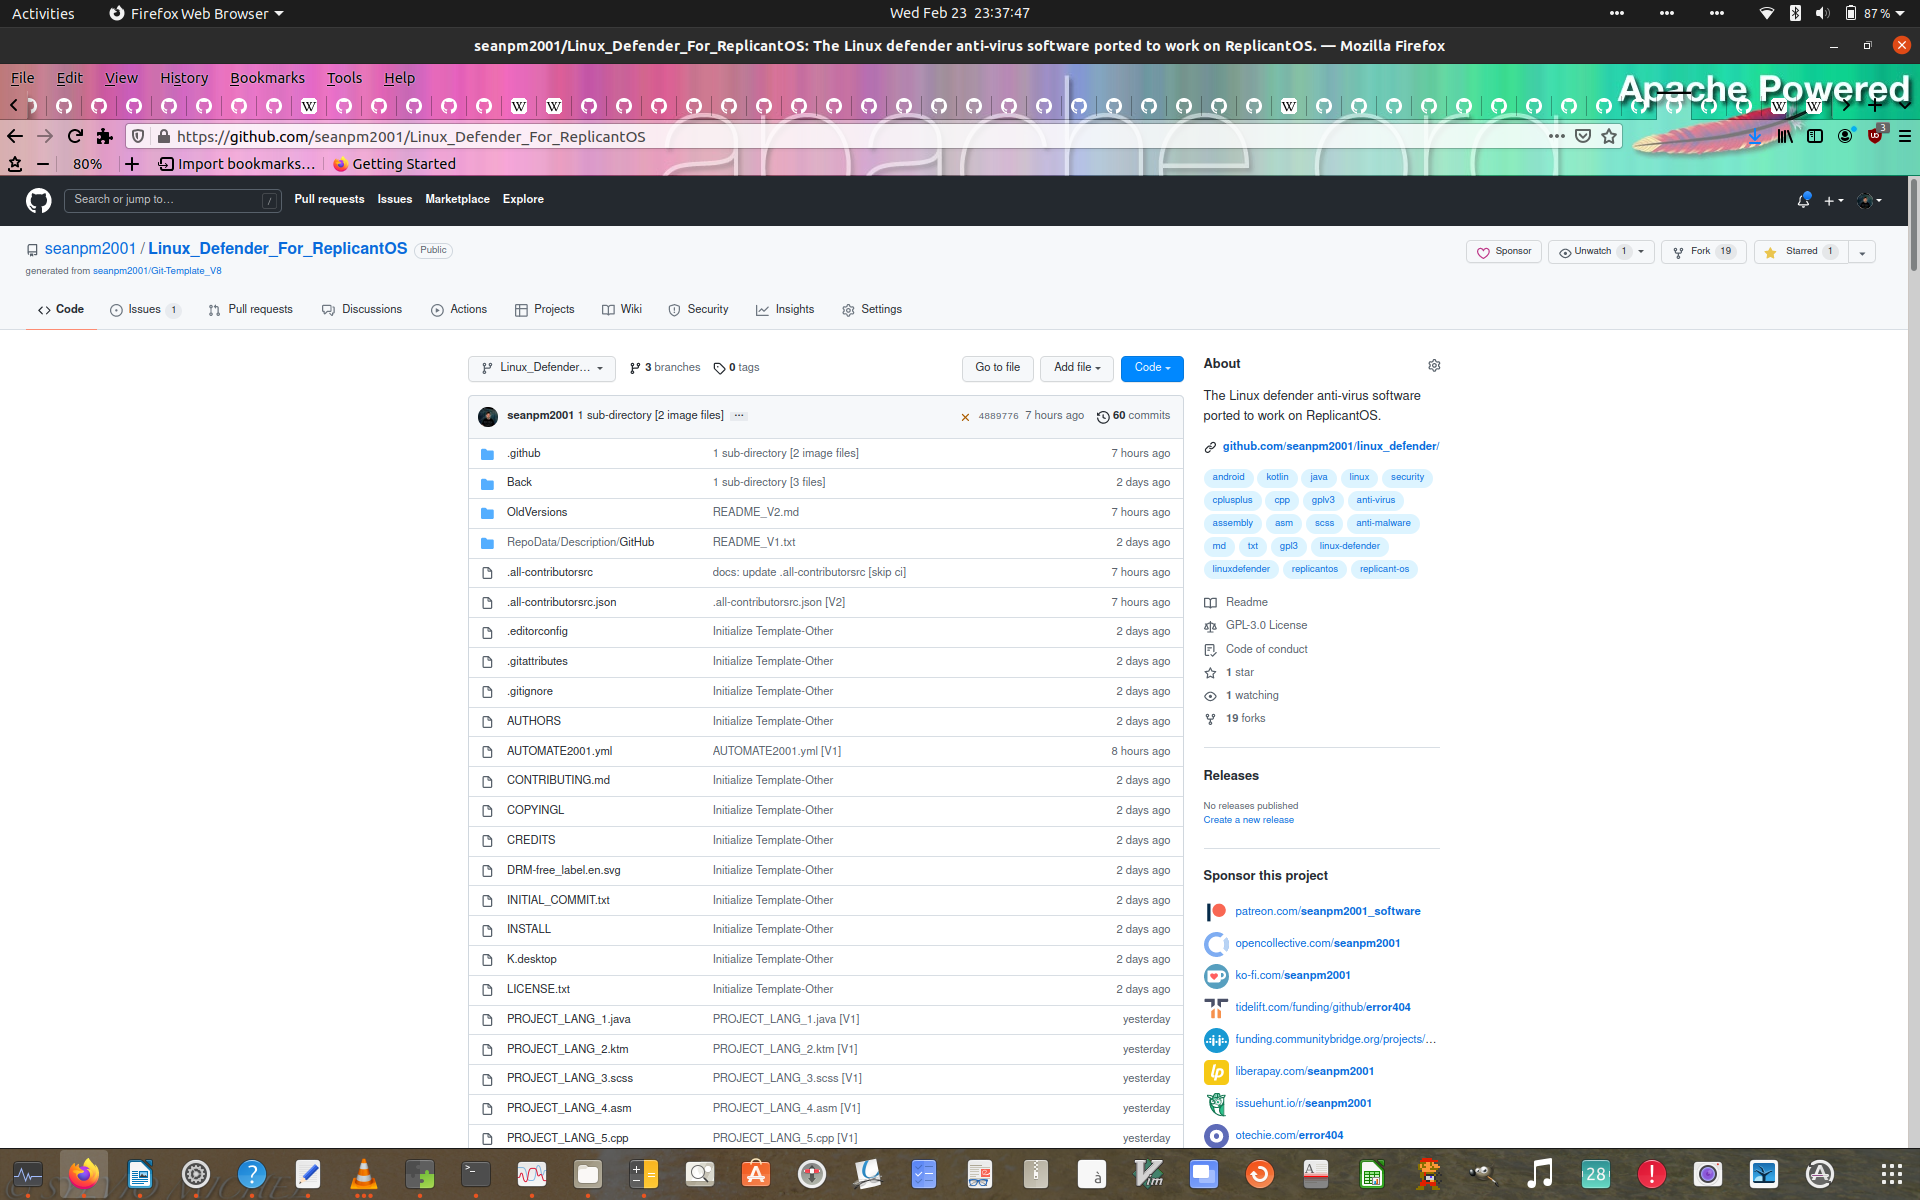 Activities
Firefox Web Browser
Wed Feb 23 23:37:47
87 %
seanpm2001/Linux_Defender_For_ReplicantOS: The Linux defender anti-virus software ported to work on ReplicantOS. — Mozilla Firefox
File Edit View History Bookmarks Tools Help
Apache Powered
https://github.com/seanpm2001/Linux_Defender_For_ReplicantOS
3
80%
Import bookmarks...
Getting Started
Search or jump to...
/
Pull requests Issues Marketplace Explore
seanpm2001 / Linux_Defender_For_ReplicantOS Public
generated from seanpm2001/Git-Template_V8
Sponsor
Unwatch 1
Fork 19
Starred 1
Code
Issues 1
Pull requests
Discussions
Actions
Projects
Wiki
Security
Insights
Settings
Linux_Defender...
3 branches
0 tags
Go to file
Add file
Code
seanpm2001 1 sub-directory [2 image files] ...
4889776 7 hours ago
60 commits
.github 1 sub-directory [2 image files] 7 hours ago
Back 1 sub-directory [3 files] 2 days ago
OldVersions README_V2.md 7 hours ago
RepoData/Description/GitHub README_V1.txt 2 days ago
.all-contributorsrc docs: update .all-contributorsrc [skip ci] 7 hours ago
.all-contributorsrc.json .all-contributorsrc.json [V2] 7 hours ago
.editorconfig Initialize Template-Other 2 days ago
.gitattributes Initialize Template-Other 2 days ago
.gitignore Initialize Template-Other 2 days ago
AUTHORS Initialize Template-Other 2 days ago
AUTOMATE2001.yml AUTOMATE2001.yml [V1] 8 hours ago
CONTRIBUTING.md Initialize Template-Other 2 days ago
COPYINGL Initialize Template-Other 2 days ago
CREDITS Initialize Template-Other 2 days ago
DRM-free_label.en.svg Initialize Template-Other 2 days ago
INITIAL_COMMIT.txt Initialize Template-Other 2 days ago
INSTALL Initialize Template-Other 2 days ago
K.desktop Initialize Template-Other 2 days ago
LICENSE.txt Initialize Template-Other 2 days ago
PROJECT_LANG_1.java PROJECT_LANG_1.java [V1] yesterday
PROJECT_LANG_2.ktm PROJECT_LANG_2.ktm [V1] yesterday
PROJECT_LANG_3.scss PROJECT_LANG_3.scss [V1] yesterday
PROJECT_LANG_4.asm PROJECT_LANG_4.asm [V1] yesterday
PROJECT_LANG_5.cpp PROJECT_LANG_5.cpp [V1] yesterday
About
The Linux defender anti-virus software
ported to work on ReplicantOS.
github.com/seanpm2001/linux_defender/
android kotlin java linux security
cplusplus cpp gplv3 anti-virus
assembly asm scss anti-malware
md txt gpl3 linux-defender
linuxdefender replicantos replicant-os
Readme
GPL-3.0 License
Code of conduct
1 star
1 watching
19 forks
Releases
No releases published
Create a new release
Sponsor this project
patreon.com/seanpm2001_software
opencollective.com/seanpm2001
ko-fi.com/seanpm2001
tidelift.com/funding/github/error404
funding.communitybridge.org/projects/...
liberapay.com/seanpm2001
issuehunt.io/r/seanpm2001
otechie.com/error404
28